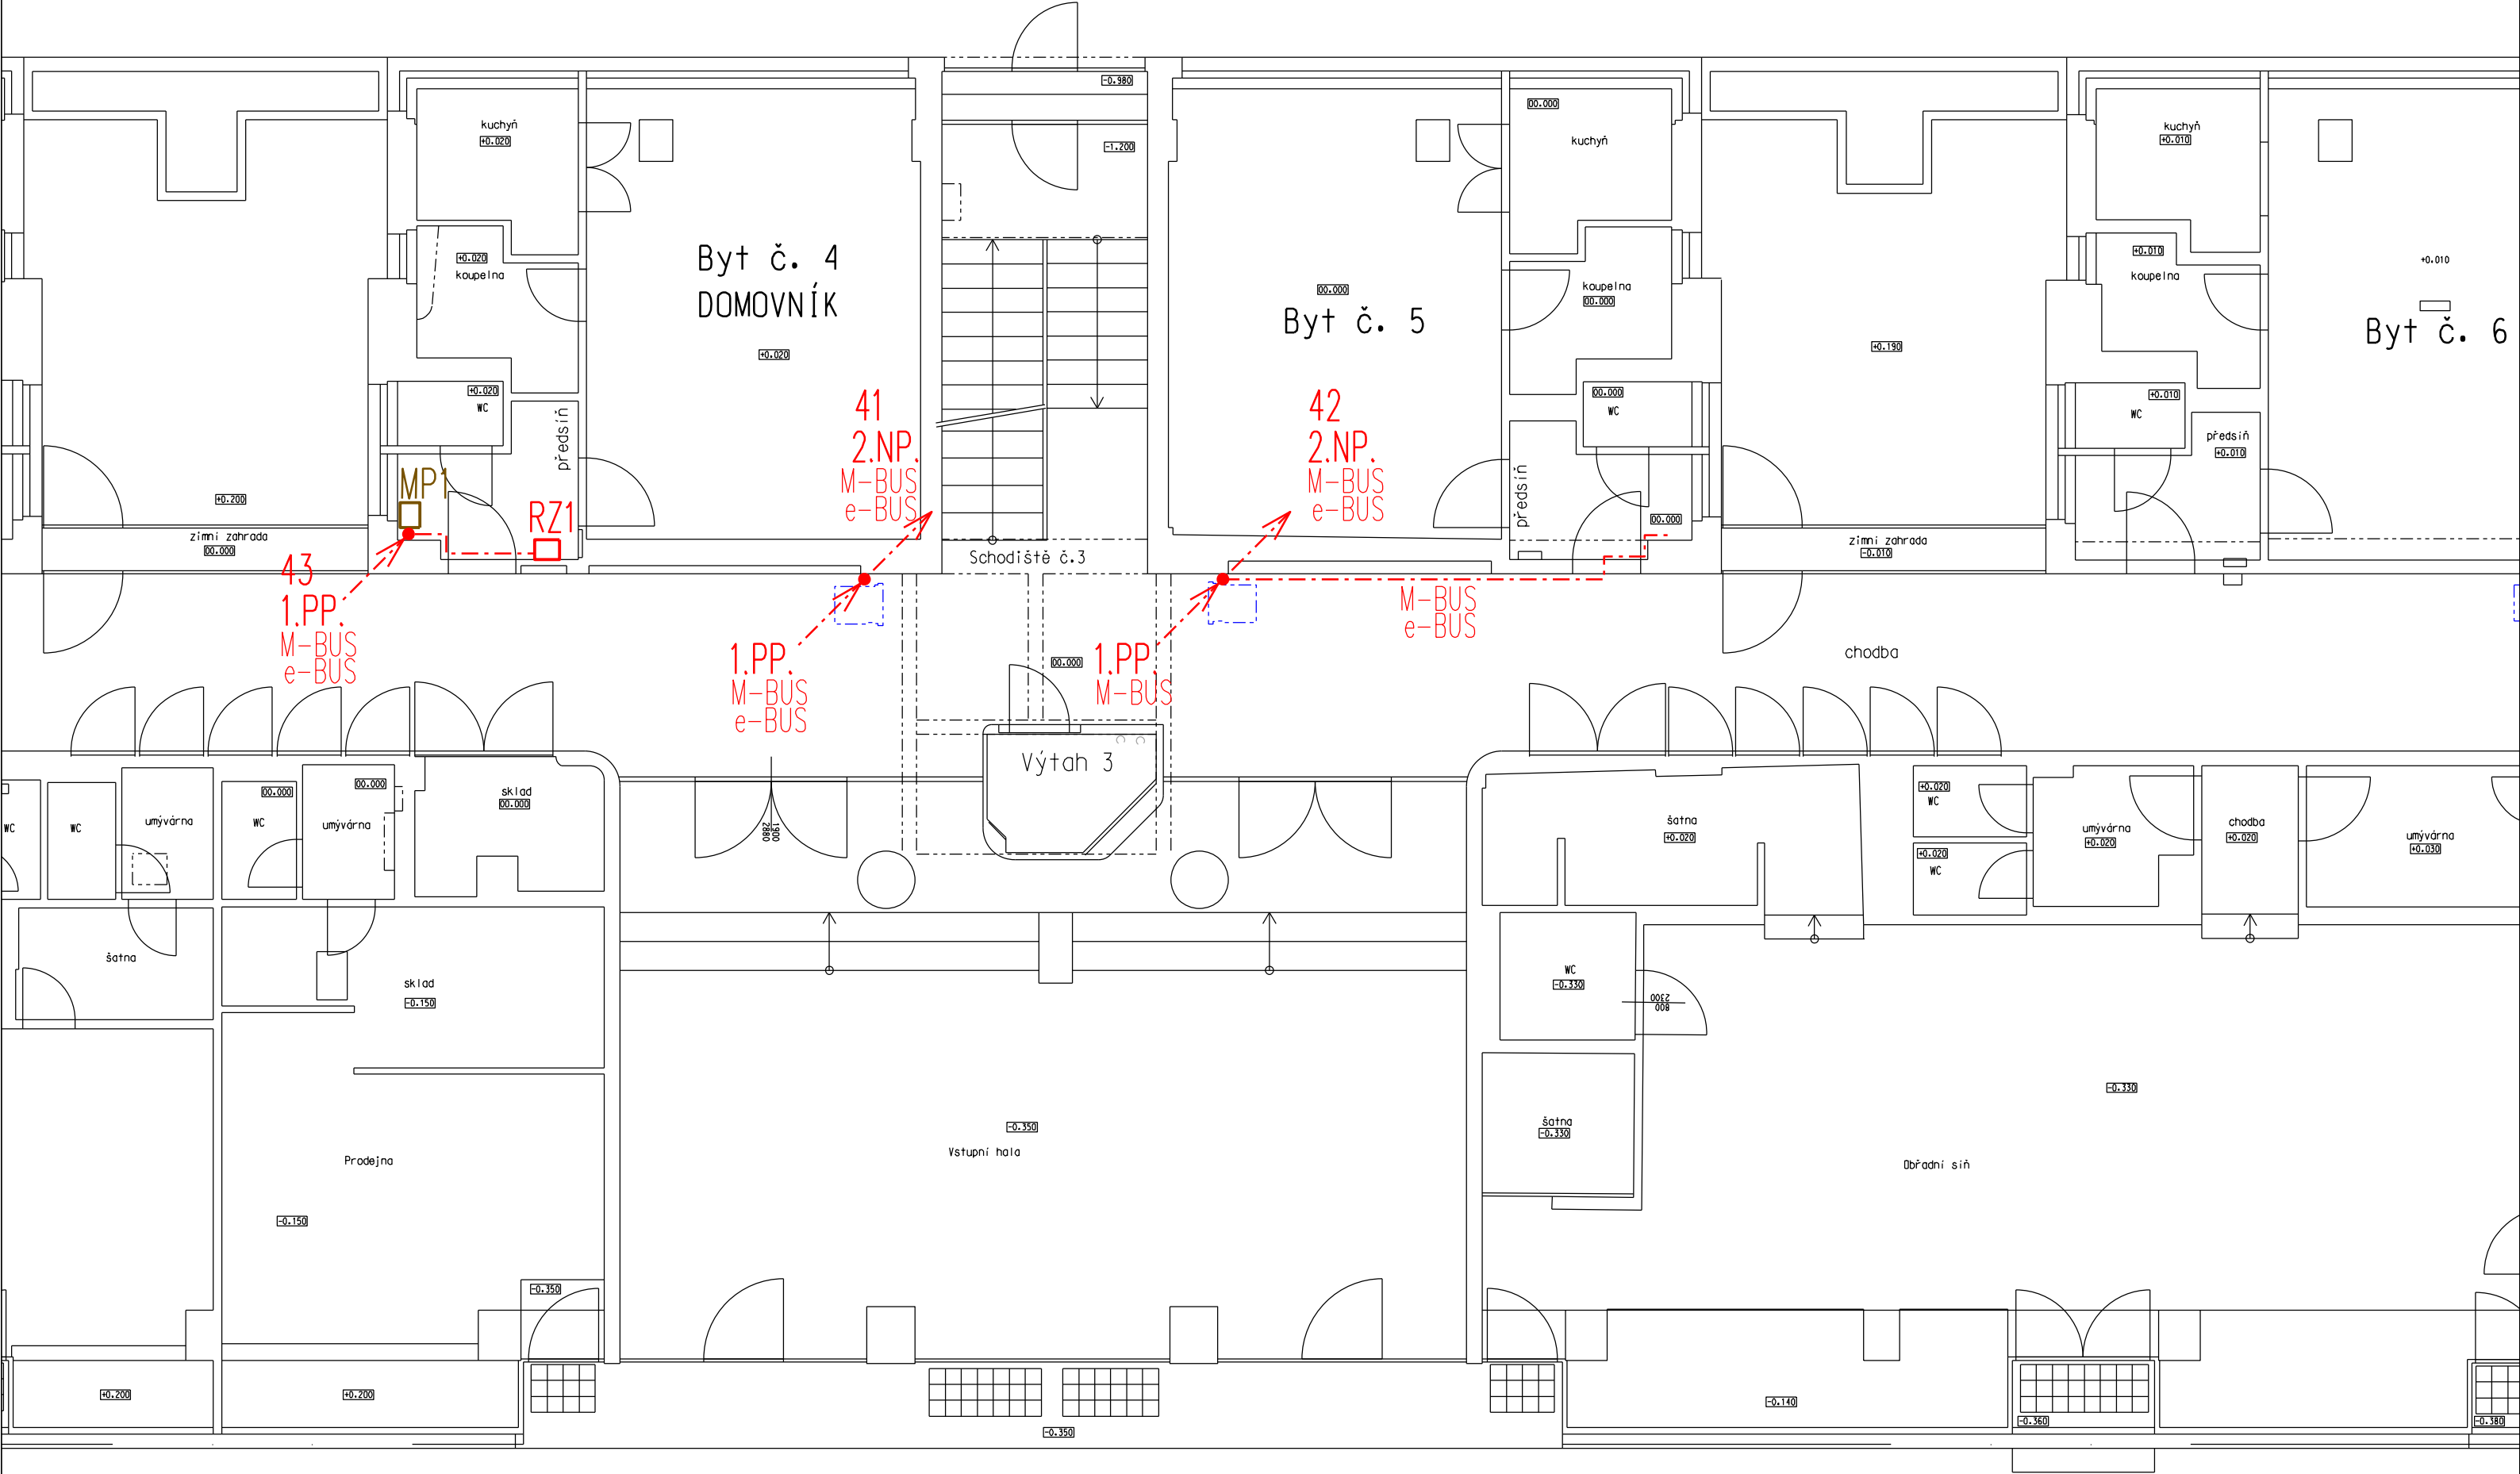 -0.980
-1.200
kuchyň
+0.020
+0.020
koupelna
+0.020
WC
předsíň
Byt č. 4
DOMOVNÍK
+0.020
41
2.NP.
M-BUS
e-BUS
MP1
RZ1
+0.200
zimní zahrada
00.000
43
1.PP.
M-BUS
e-BUS
1.PP.
M-BUS
e-BUS
Schodiště č.3
00.000
Byt č. 5
42
2.NP.
M-BUS
e-BUS
1.PP.
M-BUS
M-BUS
e-BUS
00.000
kuchyň
koupelna
00.000
00.000
WC
předsíň
00.000
+0.190
zimní zahrada
-0.010
kuchyň
+0.010
+0.010
koupelna
+0.010
WC
předsíň
+0.010
+0.010
Byt č. 6
chodba
00.000
Výtah 3
WC
WC
umývárna
00.000
WC
00.000
umývárna
sklad
00.000
1900
2880
šatna
sklad
-0.150
Prodejna
-0.150
-0.350
+0.200
+0.200
-0.350
Vstupní hala
-0.350
šatna
+0.020
+0.020
WC
+0.020
WC
umývárna
+0.020
chodba
+0.020
umývárna
+0.030
WC
-0.330
800
2300
šatna
-0.330
-0.330
Obřadní síň
-0.140
-0.360
-0.380